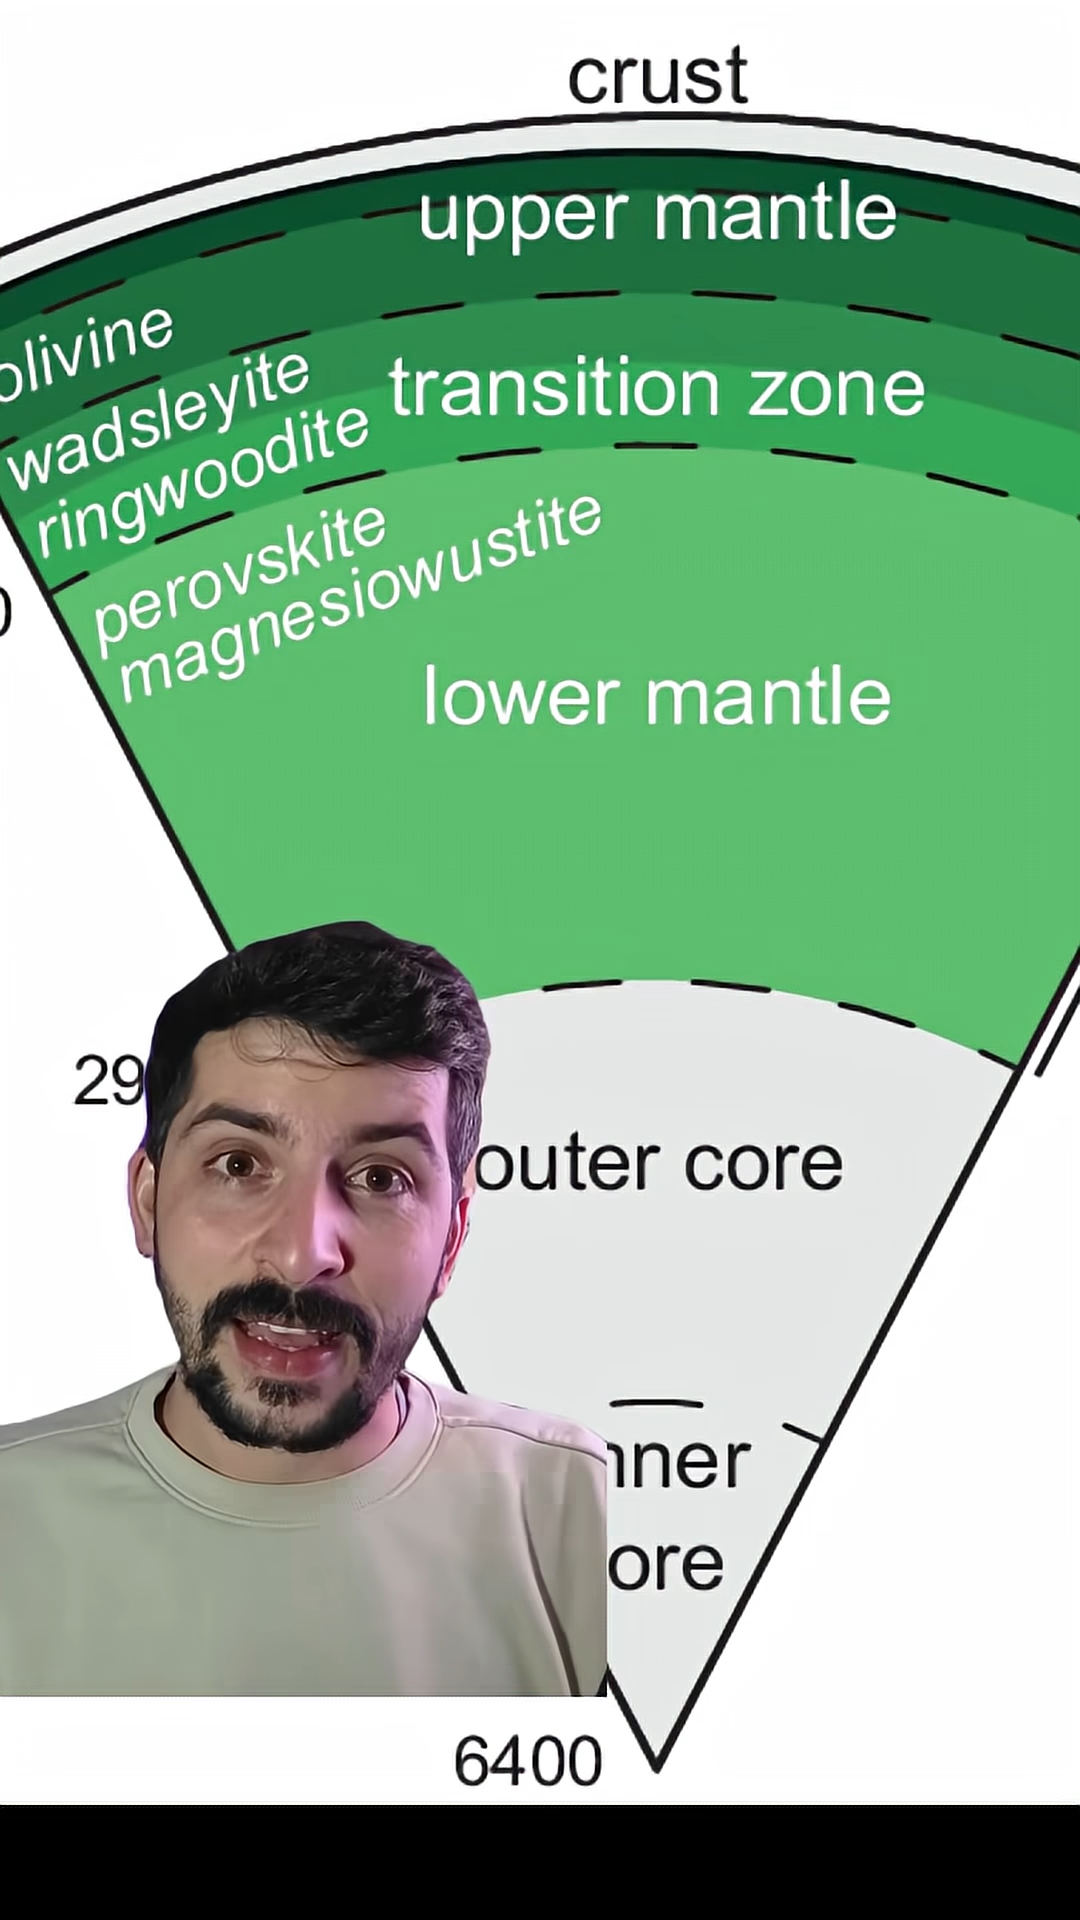 crust
upper mantle
olivine
wadsleyite
transition zone
ringwoodite
perovskite
magnesiowustite
lower mantle
outer core
6400